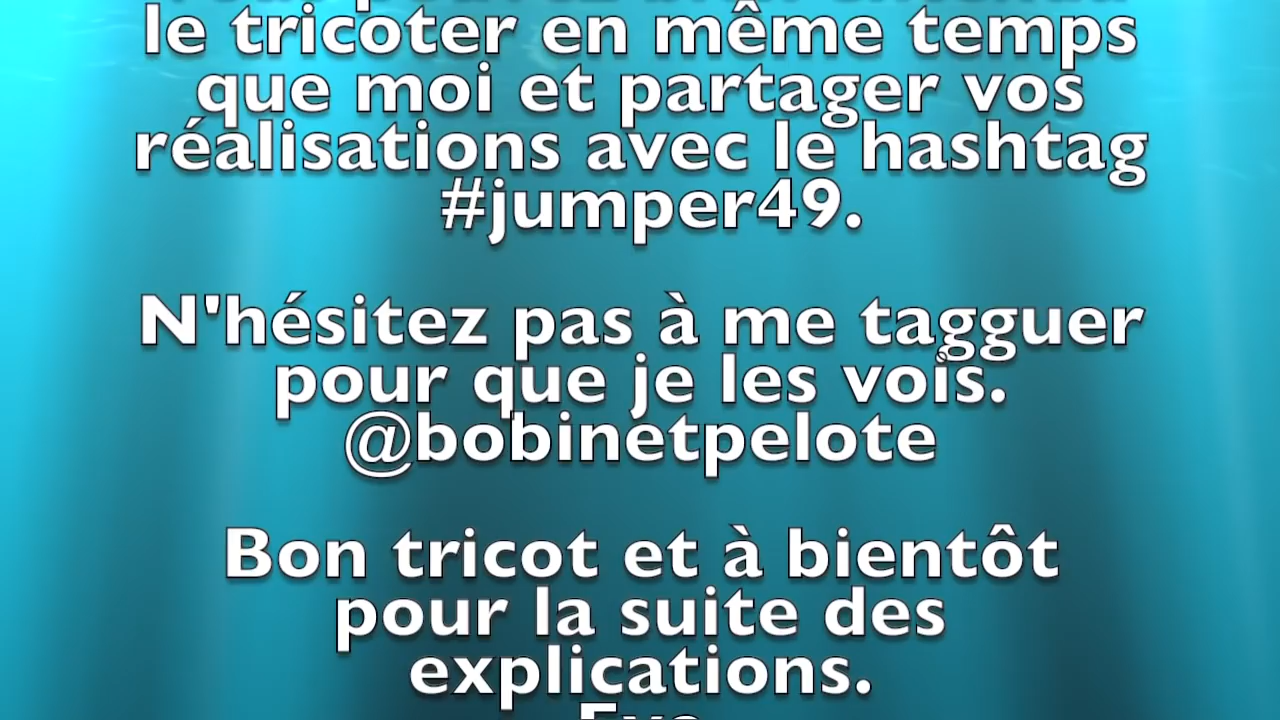 le tricoter en même temps
que moi et partager vos
réalisations avec le hashtag
#jumper49.
N'hésitez pas à me tagguer
pour que je les vois.
@bobinetpelote
Bon tricot et à bientôt
pour la suite des
explications.